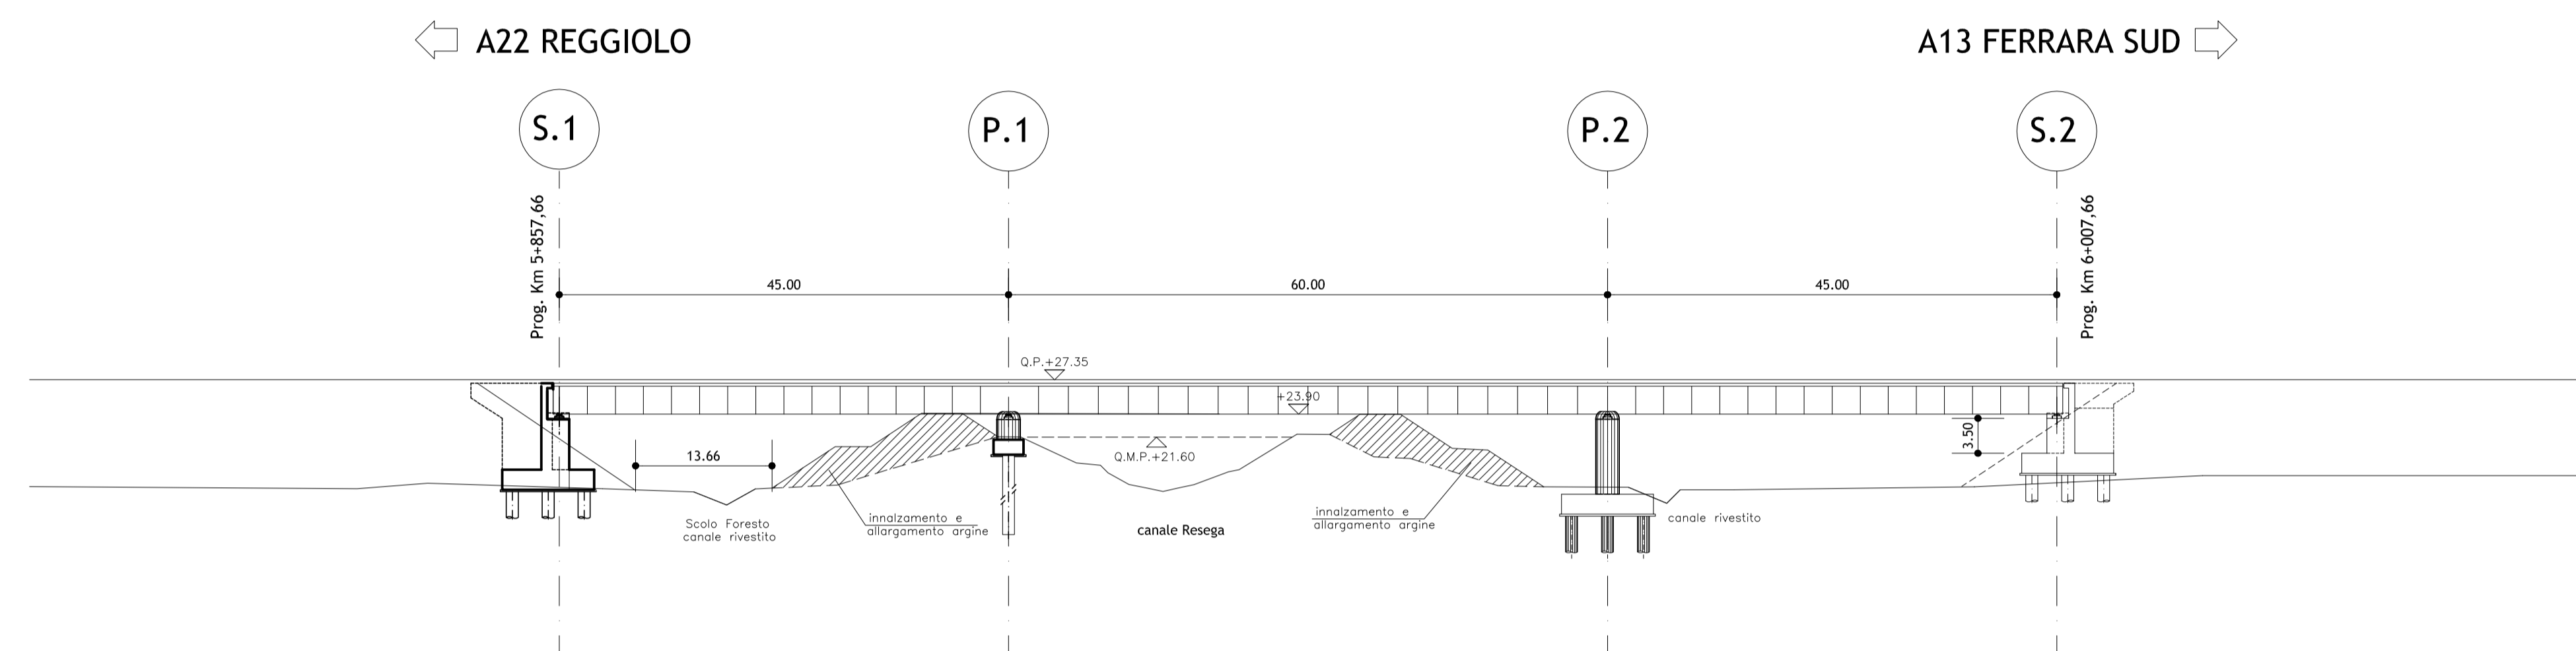 A22 REGGIOLO
A13 FERRARA SUD
S.1
P.1
P.2
S.2
Prog. Km 5+857,66
Prog. Km 6+007,66
45.00
60.00
45.00
Q.P.+27.35
+23.90
3.50
13.66
Q.M.P.+21.60
Scolo Foresto
canale rivestito
innalzamento e
allargamento argine
canale Resega
innalzamento e
allargamento argine
canale rivestito